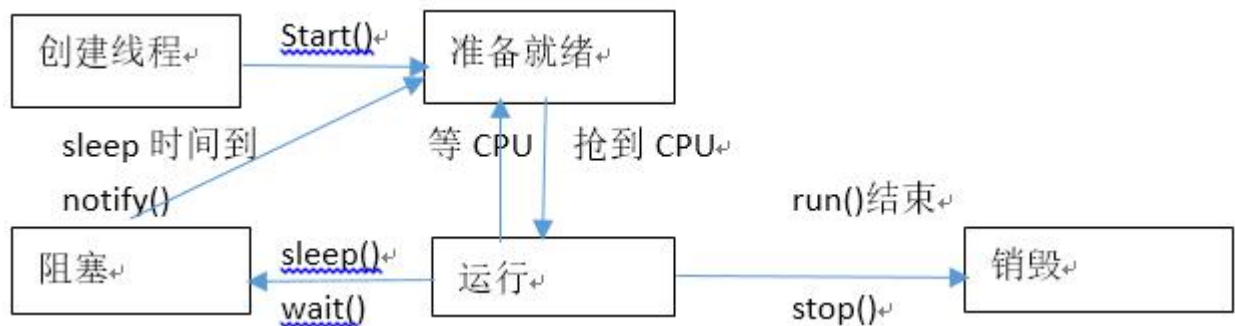 创建线程
Start()
准备就绪
sleep 时间到
notify()
等 CPU
抢到 CPU
run()结束
阻塞
sleep()
wait()
运行
stop()
销毁